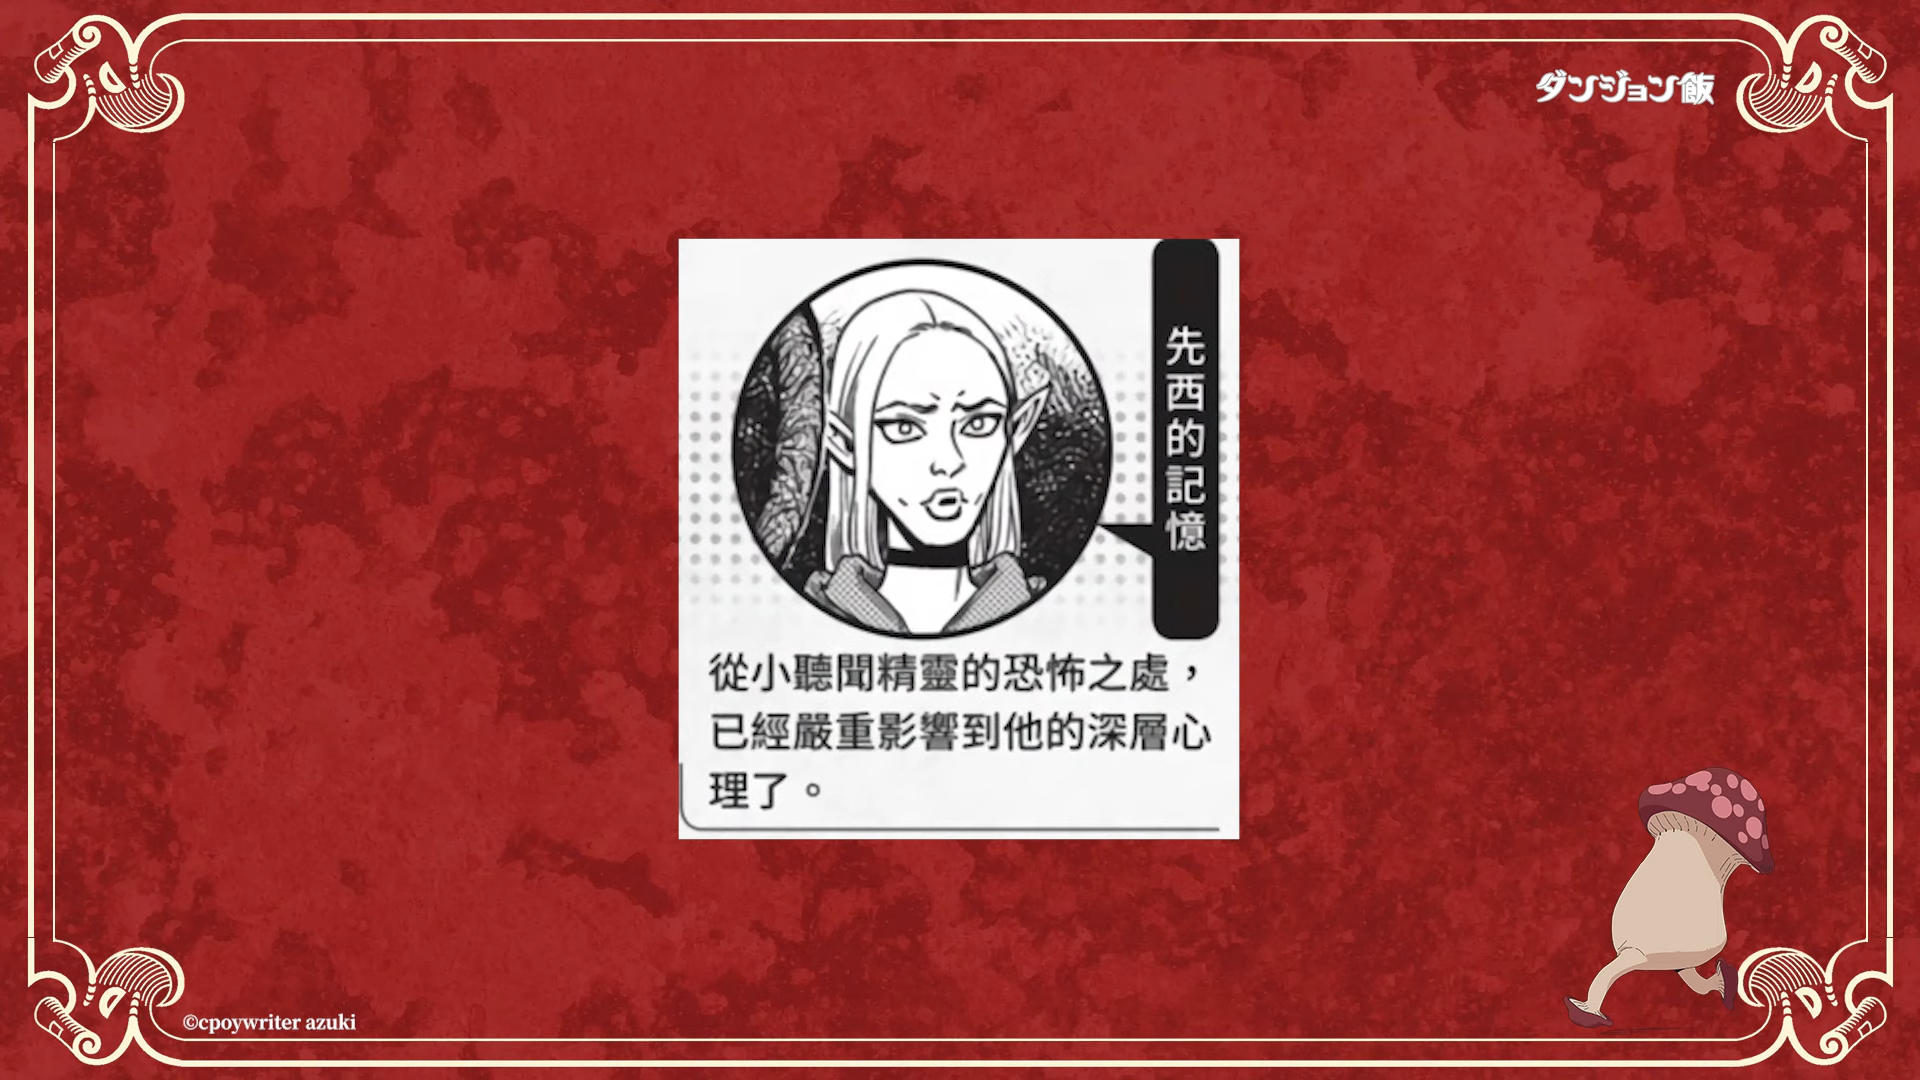 ダンジョン飯
先西的記憶
從小聽聞精靈的恐怖之處，
已經嚴重影響到他的深層心
理了。
©cpoywriter azuki